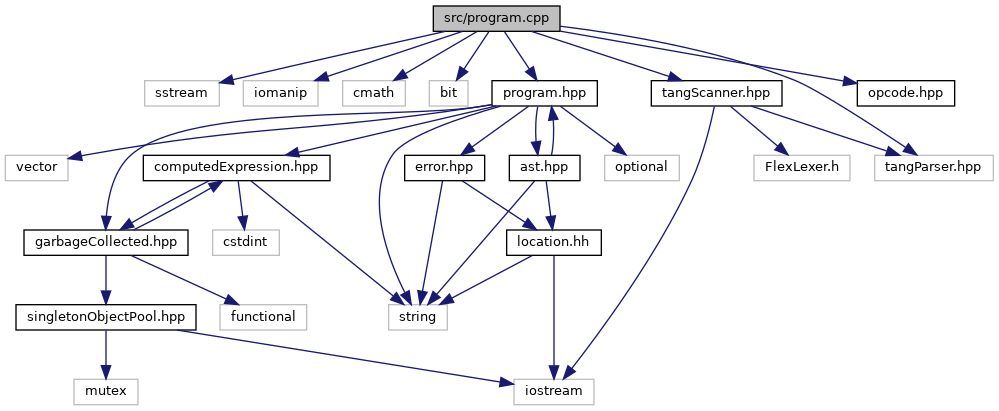 src/program.cpp
sstream
iomanip
cmath
bit
program.hpp
tangScanner.hpp
opcode.hpp
vector
computedExpression.hpp
error.hpp
ast.hpp
optional
FlexLexer.h
tangParser.hpp
garbageCollected.hpp
cstdint
location.hh
singletonObjectPool.hpp
functional
string
mutex
iostream